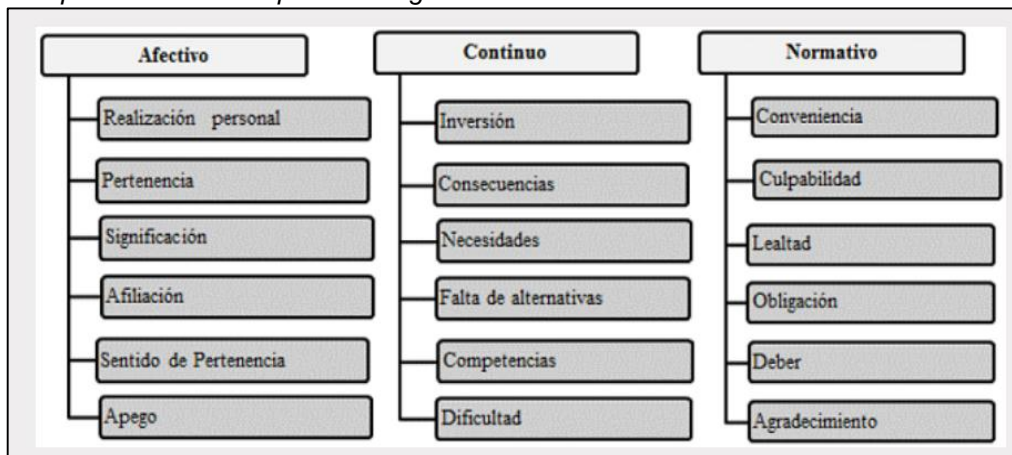 Afectivo
Realización personal
Pertenencia
Significación
Afiliación
Sentido de Pertenencia
Apego
Continuo
Inversión
Consecuencias
Necesidades
Falta de alternativas
Competencias
Dificultad
Normativo
Conveniencia
Culpabilidad
Lealtad
Obligación
Deber
Agradecimiento